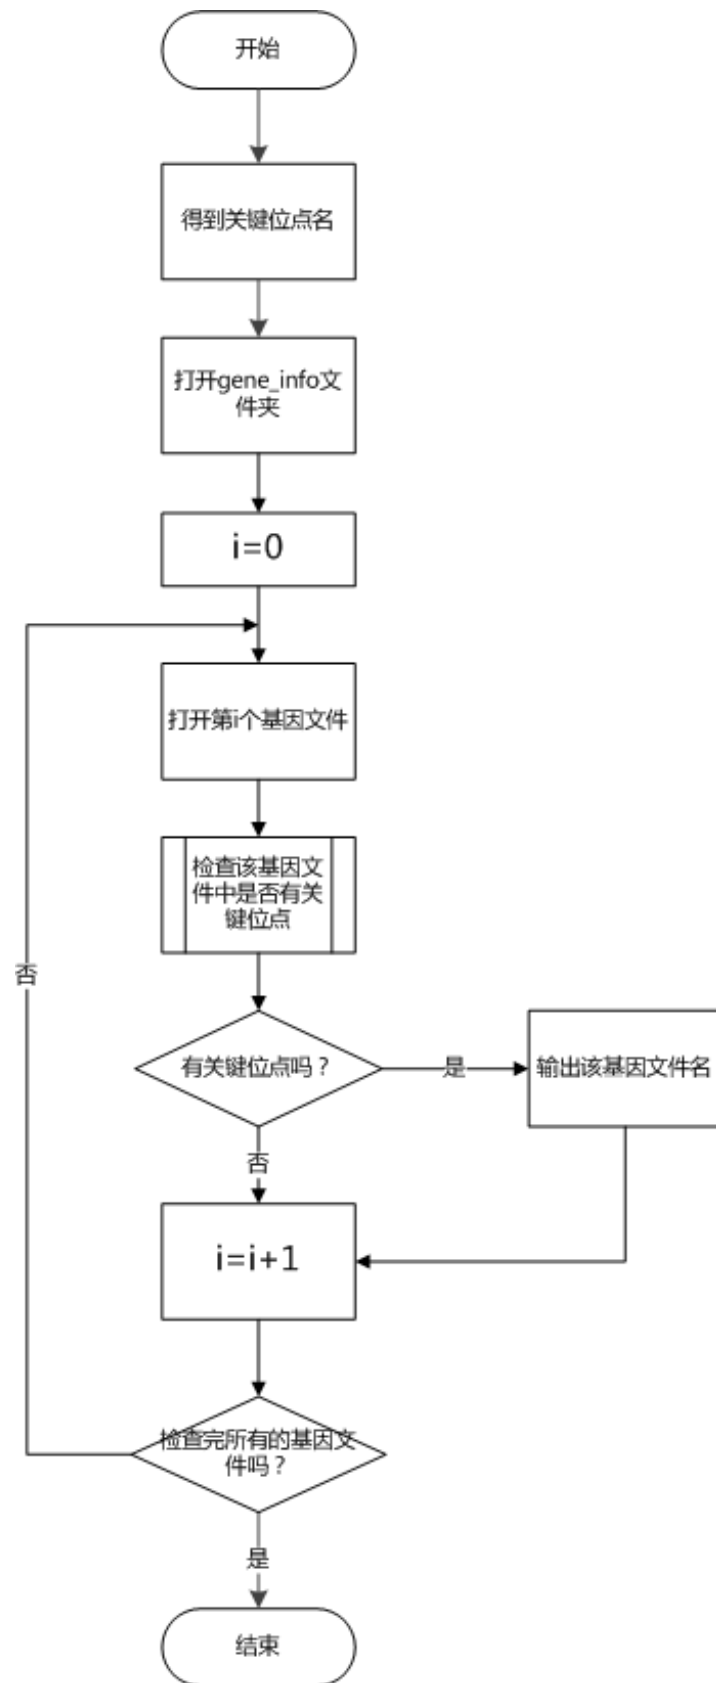 开始
得到关键位点名
打开gene_info文
件夹
i=0
打开第i个基因文件
检查该基因文
件中是否有关
键位点
否
有关键位点吗？
是
输出该基因文件名
否
i=i+1
检查完所有的基因文
件吗？
是
结束